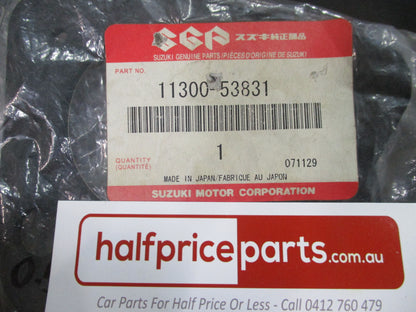 SGP スズキ純正部品
SUZUKI GENUINE PARTS (PIÈCES D'ORIGINE DE SUZUKI)
PART NO.
11300-53831
1
QUANTITY
(QUANTITÉ)
071129
MADE IN JAPAN/FABRIQUE AU JAPON
SUZUKI MOTOR CORPORATION
halfpriceparts.com.au
Car Parts For Half Price Or Less - Call 0412 760 479